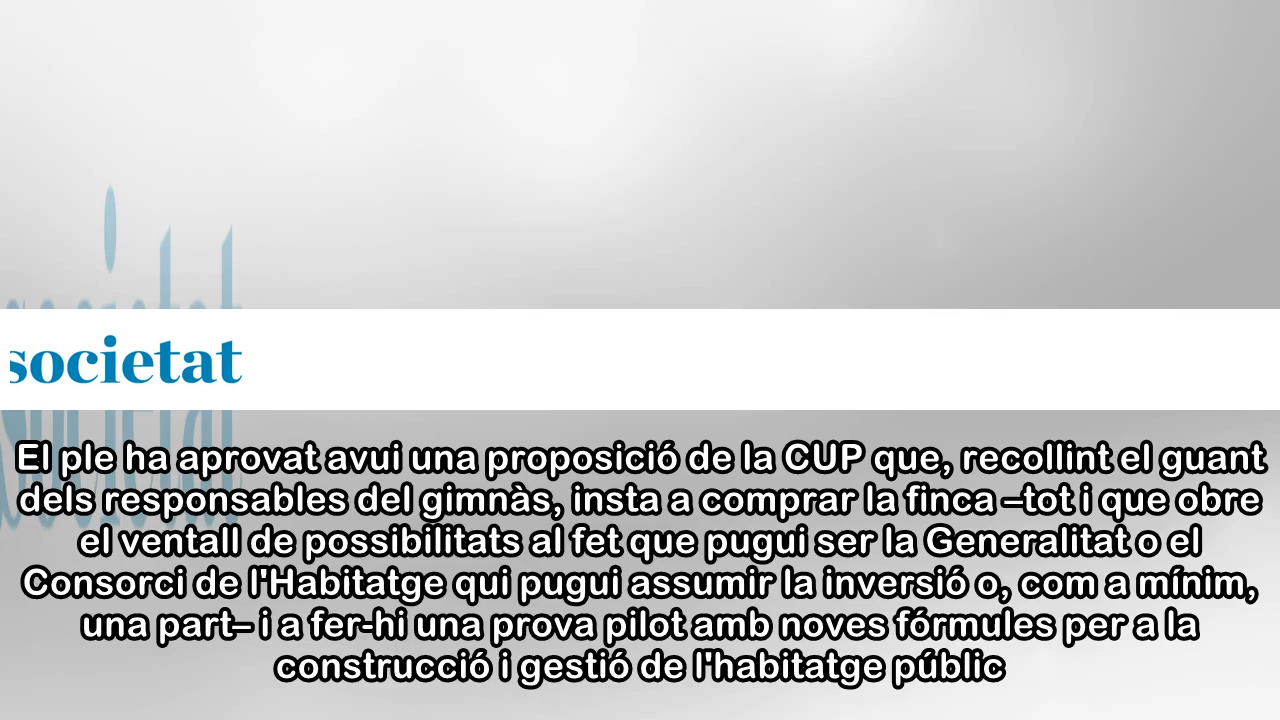 societat
El ple ha aprovat avui una proposició de la CUP que, recollint el guant
dels responsables del gimnàs, insta a comprar la finca –tot i que obre
el ventall de possibilitats al fet que pugui ser la Generalitat o el
Consorci de l'Habitatge qui pugui assumir la inversió o, com a mínim,
una part– i a fer-hi una prova pilot amb noves fórmules per a la
construcció i gestió de l'habitatge públic